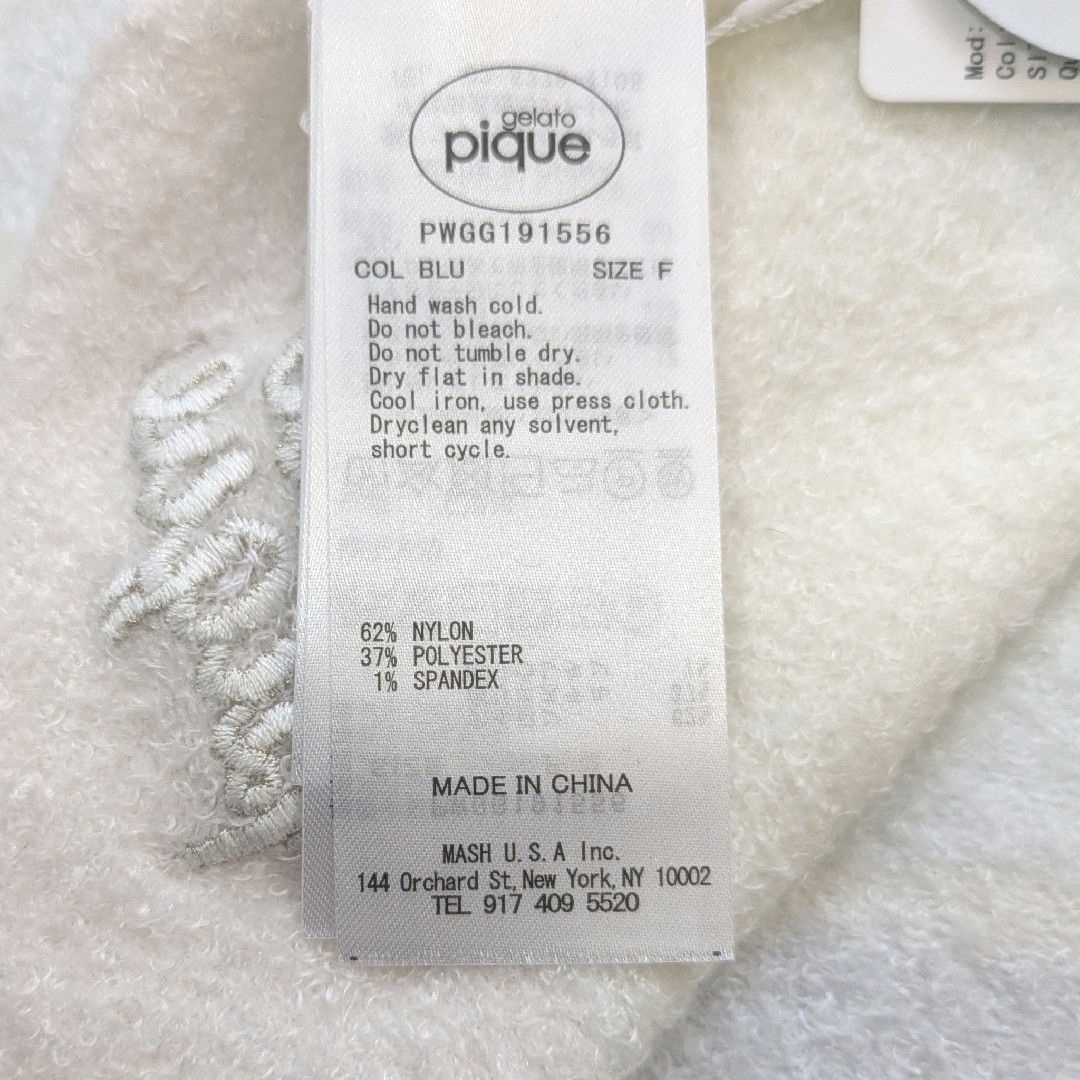 gelato
pique
PWGG191556
COL BLU SIZE F
Hand wash cold.
Do not bleach.
Do not tumble dry.
Dry flat in shade.
Cool iron, use press cloth.
Dryclean any solvent,
short cycle.
62% NYLON
37% POLYESTER
1% SPANDEX
MADE IN CHINA
MASH U.S.A Inc.
144 Orchard St,New York,NY 10002
TEL 917 409 5520
Mod: